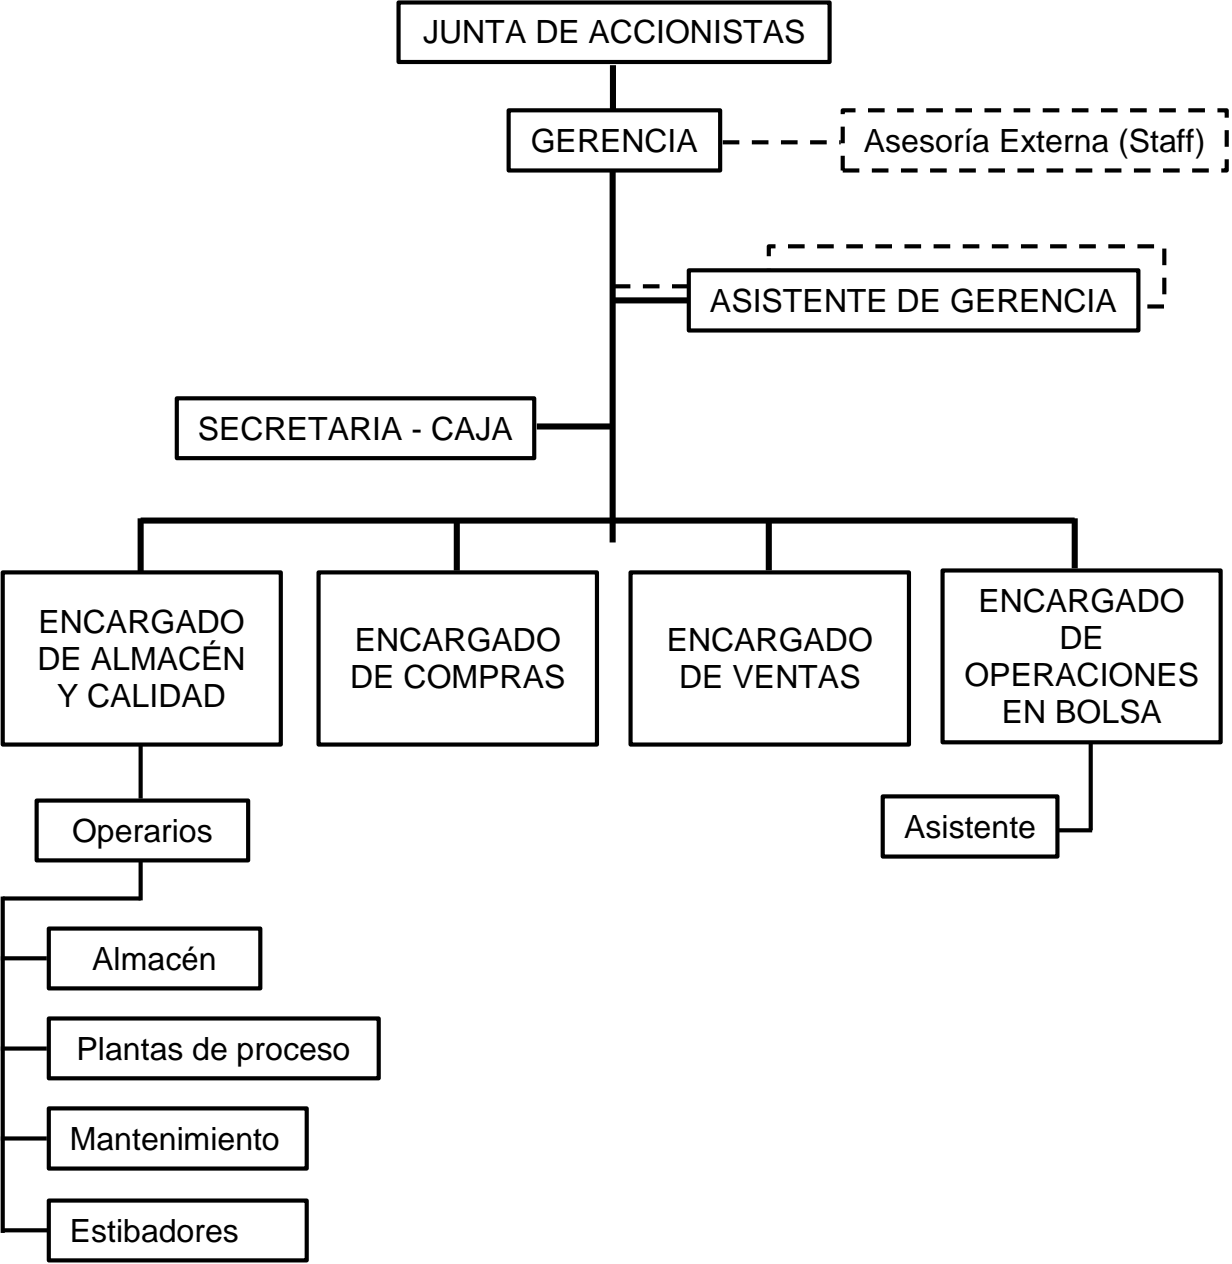 JUNTA DE ACCIONISTAS
GERENCIA
Asesoría Externa (Staff)
ASISTENTE DE GERENCIA
SECRETARIA - CAJA
ENCARGADO
DE ALMACÉN
Y CALIDAD
ENCARGADO
DE COMPRAS
ENCARGADO
DE VENTAS
ENCARGADO
DE
OPERACIONES
EN BOLSA
Operarios
Asistente
Almacén
Plantas de proceso
Mantenimiento
Estibadores